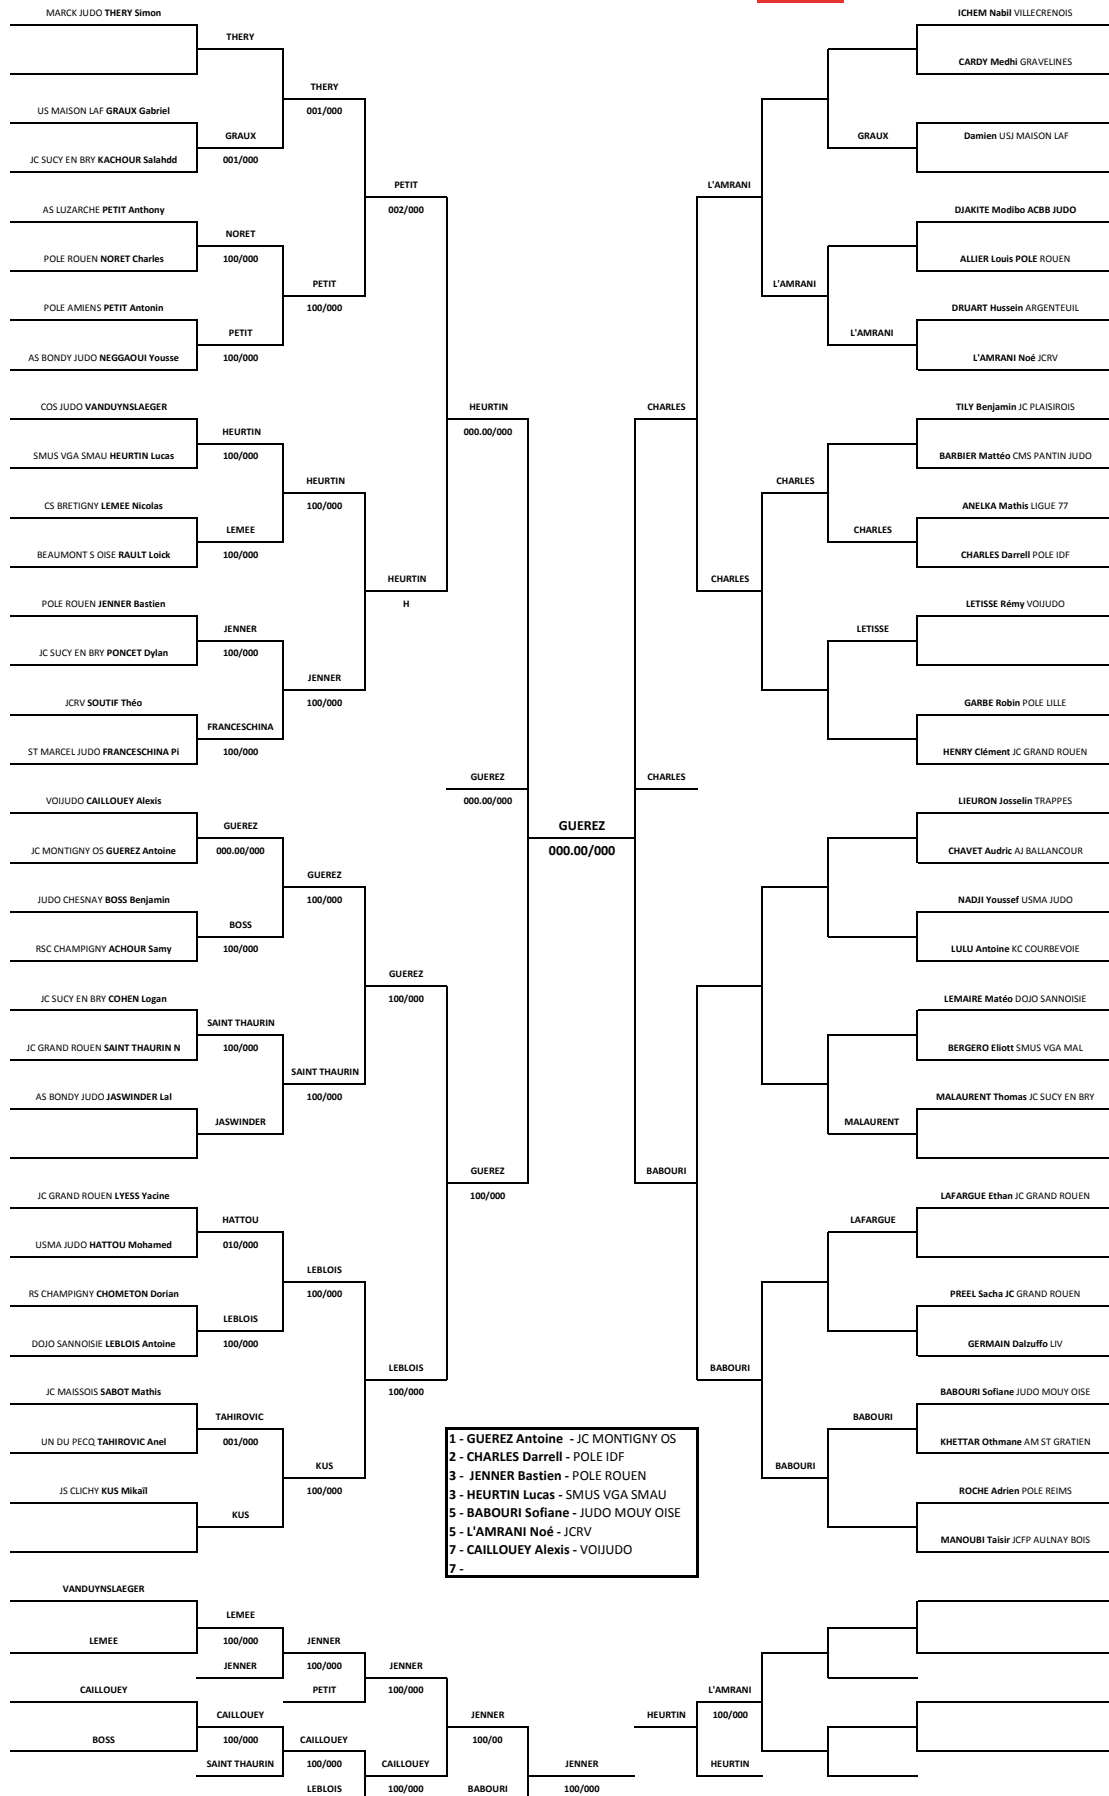 MARCK JUDO THERY Simon
THERY
THERY
001/000
US MAISON LAF GRAUX Gabriel
GRAUX
JC SUCY EN BRY KACHOUR Salahdd
001/000
PETIT
002/000
AS LUZARCHE PETIT Anthony
NORET
POLE ROUEN NORET Charles
100/000
PETIT
100/000
POLE AMIENS PETIT Antonin
PETIT
AS BONDY JUDO NEGGAOUI Yousse
100/000
HEURTIN
000.00/000
COS JUDO VANDUYNSLAEGER
HEURTIN
SMUS VGA SMAU HEURTIN Lucas
100/000
HEURTIN
100/000
CS BRETIGNY LEMEE Nicolas
LEMEE
BEAUMONT S OISE RAULT Loick
100/000
HEURTIN
H
POLE ROUEN JENNER Bastien
JENNER
JC SUCY EN BRY PONCET Dylan
100/000
JENNER
100/000
JCRV SOUTIF Théo
FRANCESCHINA
ST MARCEL JUDO FRANCESCHINA Pi
100/000
GUEREZ
000.00/000
GUEREZ
000.00/000
VOIJUDO CAILLOUEY Alexis
GUEREZ
JC MONTIGNY OS GUEREZ Antoine
000.00/000
GUEREZ
100/000
JUDO CHESNAY BOSS Benjamin
BOSS
RSC CHAMPIGNY ACHOUR Samy
100/000
GUEREZ
100/000
JC SUCY EN BRY COHEN Logan
SAINT THAURIN
JC GRAND ROUEN SAINT THAURIN N
100/000
SAINT THAURIN
100/000
AS BONDY JUDO JASWINDER Lal
JASWINDER
GUEREZ
100/000
JC GRAND ROUEN LYESS Yacine
HATTOU
USMA JUDO HATTOU Mohamed
010/000
LEBLOIS
100/000
RS CHAMPIGNY CHOMETON Dorian
LEBLOIS
DOJO SANNOISIE LEBLOIS Antoine
100/000
LEBLOIS
100/000
JC MAISSOIS SABOT Mathis
TAHIROVIC
UN DU PECQ TAHIROVIC Anel
001/000
KUS
100/000
JS CLICHY KUS Mikaïl
KUS
ICHEM Nabil VILLECRENOIS
CARDY Medhi GRAVELINES
GRAUX
Damien USJ MAISON LAF
L'AMRANI
DJAKITE Modibo ACBB JUDO
ALLIER Louis POLE ROUEN
L'AMRANI
DRUART Hussein ARGENTEUIL
L'AMRANI
L'AMRANI Noé JCRV
CHARLES
TILY Benjamin JC PLAISIROIS
BARBIER Mattéo CMS PANTIN JUDO
CHARLES
ANELKA Mathis LIGUE 77
CHARLES
CHARLES Darrell POLE IDF
CHARLES
LETISSE Rémy VOIJUDO
LETISSE
GARBE Robin POLE LILLE
HENRY Clément JC GRAND ROUEN
CHARLES
LIEURON Josselin TRAPPES
CHAVET Audric AJ BALLANCOUR
NADJI Youssef USMA JUDO
LULU Antoine KC COURBEVOIE
LEMAIRE Matéo DOJO SANNOISIE
BERGERO Eliott SMUS VGA MAL
MALAURENT Thomas JC SUCY EN BRY
MALAURENT
BABOURI
LAFARGUE Ethan JC GRAND ROUEN
LAFARGUE
PREEL Sacha JC GRAND ROUEN
GERMAIN Dalzuffo LIV
BABOURI
BABOURI Sofiane JUDO MOUY OISE
BABOURI
KHETTAR Othmane AM ST GRATIEN
BABOURI
ROCHE Adrien POLE REIMS
MANOUBI Taisir JCFP AULNAY BOIS
1 - GUEREZ Antoine - JC MONTIGNY OS
2 - CHARLES Darrell - POLE IDF
3 - JENNER Bastien - POLE ROUEN
3 - HEURTIN Lucas - SMUS VGA SMAU
5 - BABOURI Sofiane - JUDO MOUY OISE
5 - L'AMRANI Noé - JCRV
7 - CAILLOUEY Alexis - VOIJUDO
7 -
VANDUYNSLAEGER
LEMEE
LEMEE
100/000
JENNER
JENNER
100/000
JENNER
CAILLOUEY
PETIT
100/000
L'AMRANI
CAILLOUEY
JENNER
HEURTIN
100/000
BOSS
100/000
CAILLOUEY
100/00
SAINT THAURIN
100/000
CAILLOUEY
JENNER
HEURTIN
LEBLOIS
100/000
BABOURI
100/000